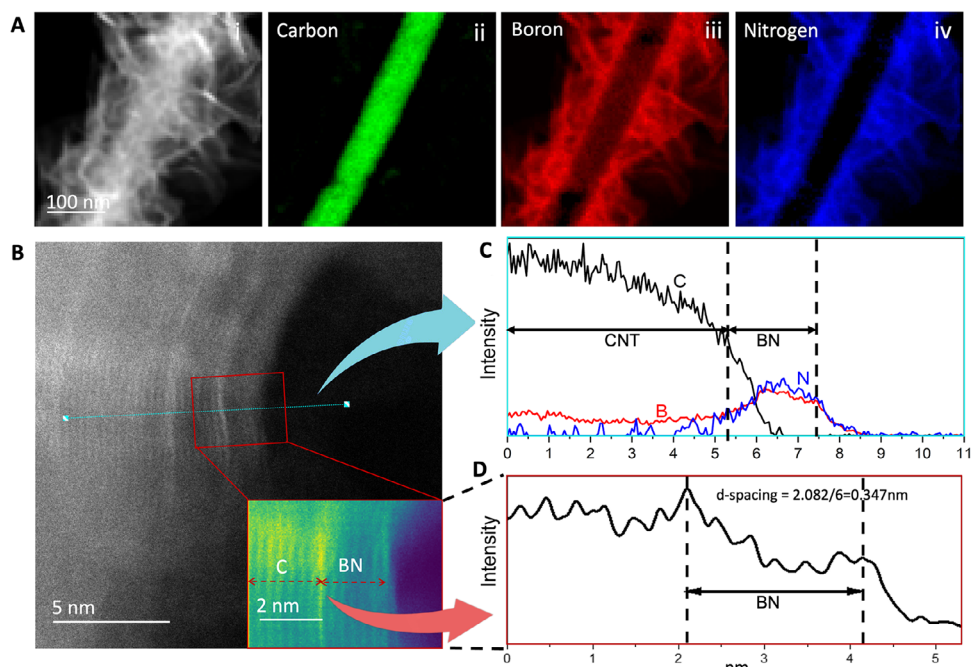 A
i
Carbon
ii
Boron
iii
Nitrogen
iv
100 nm
B
5 nm
C
BN
2 nm
C
Intensity
C
CNT
BN
N
B
0 1 2 3 4 5 6 7 8 9 10 11
D
Intensity
d-spacing = 2.082/6=0.347nm
BN
0 1 2 3 4 5
nm